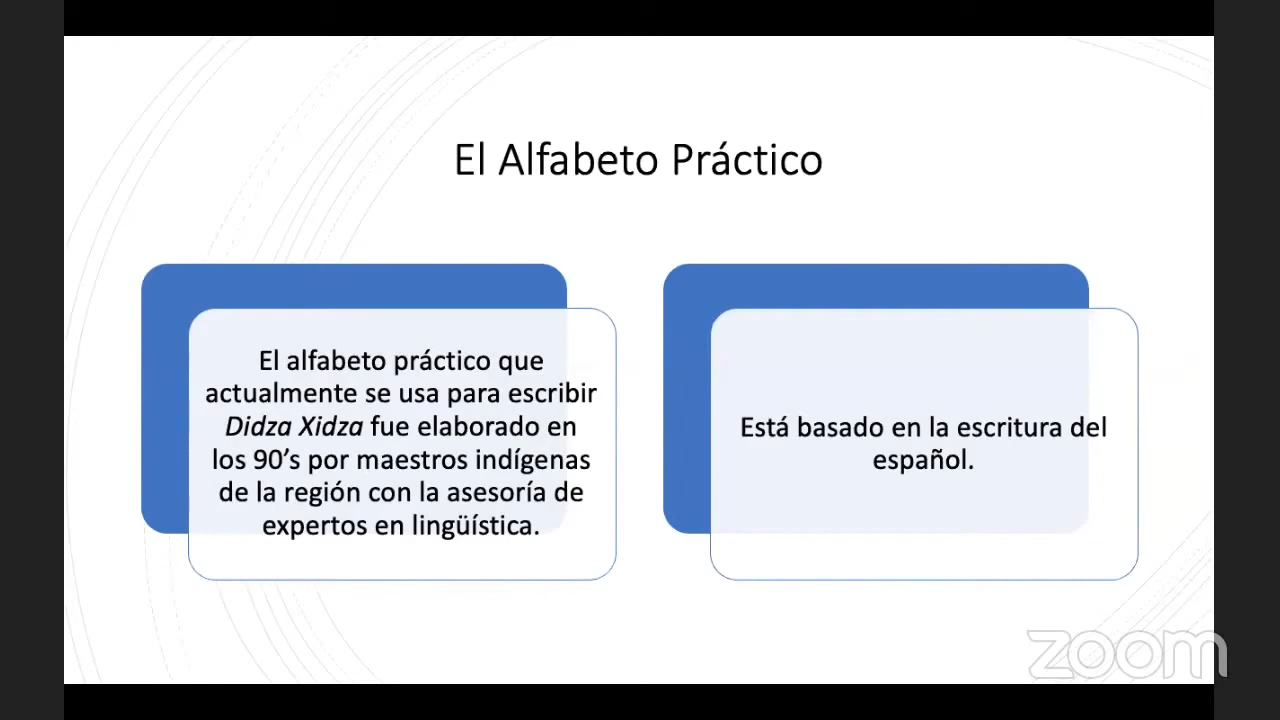 El Alfabeto Práctico
El alfabeto práctico que
actualmente se usa para escribir
Didza Xidza fue elaborado en
los 90’s por maestros indígenas
de la región con la asesoría de
expertos en lingüística.
Está basado en la escritura del
español.
zoom